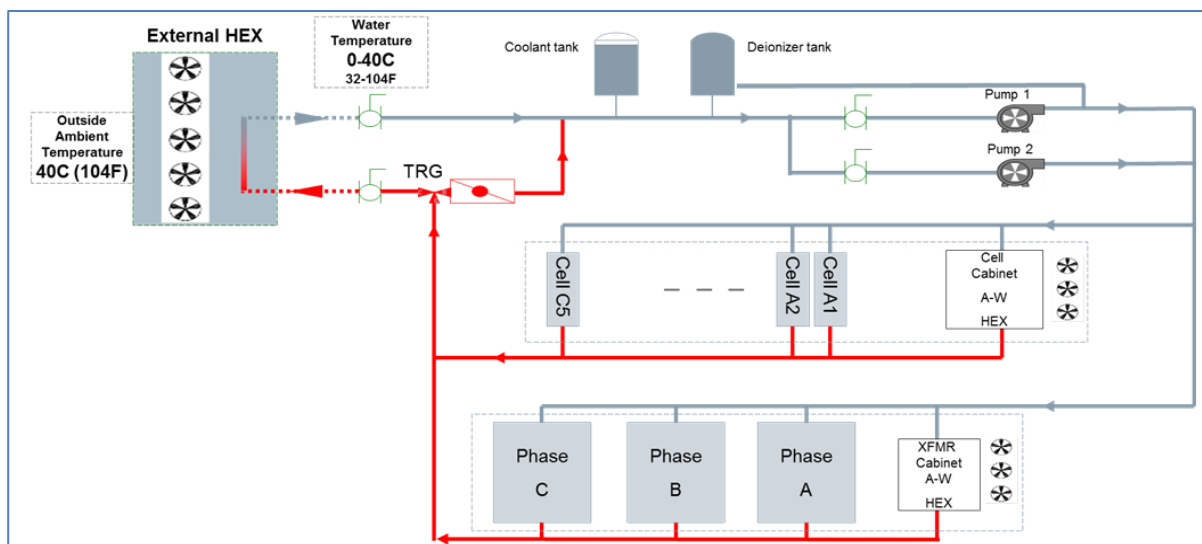 External HEX
Water
Temperature
0-40C
32-104F
Coolant tank
Deionizer tank
Outside
Ambient
Temperature
40C (104F)
Pump 1
Pump 2
TRG
Cell C5
Cell A2
Cell A1
Cell
Cabinet
A-W
HEX
Phase
C
Phase
B
Phase
A
XFMR
Cabinet
A-W
HEX